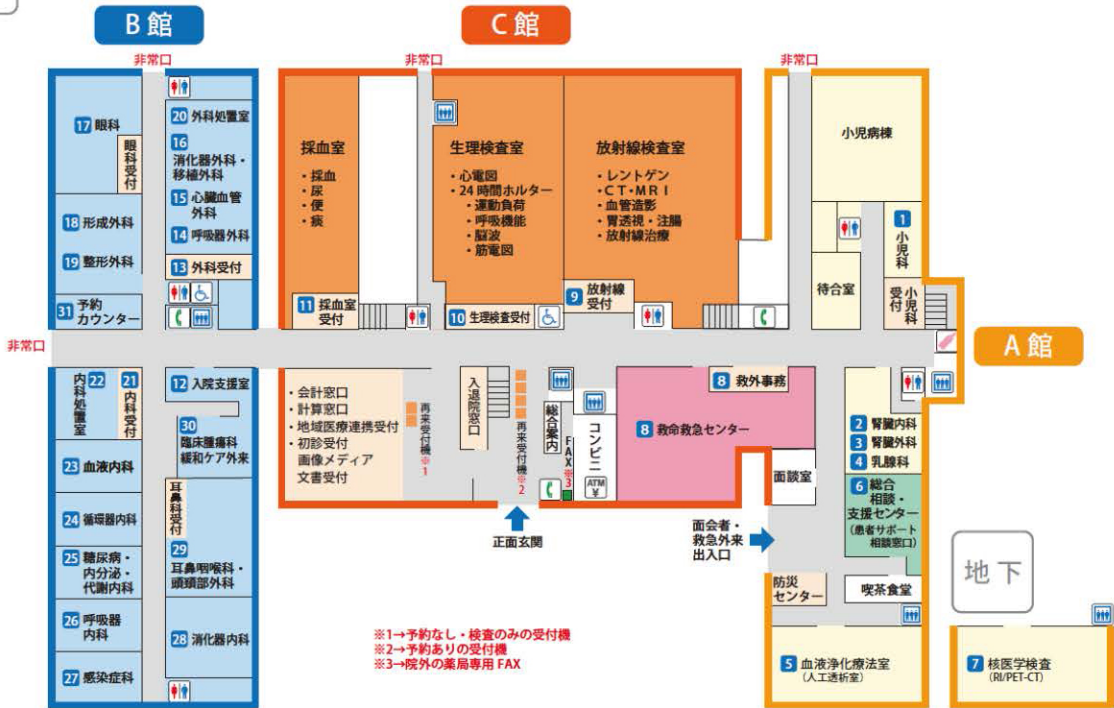 B館
C館
非常口
非常口
非常口
17 眼科
眼科受付
18 形成外科
19 整形外科
31 予約
カウンター
20 外科処置室
16
消化器外科・
移植外科
15 心臓血管
外科
14 呼吸器外科
13 外科受付
採血室
・採血
・尿
・便
・痰
11 採血室
受付
生理検査室
・心電図
・24時間ホルター
・運動負荷
・呼吸機能
・脳波
・筋電図
10 生理検査受付
放射線検査室
・レントゲン
・CT・MRI
・血管造影
・胃透視・注腸
・放射線治療
9 放射線
受付
小児病棟
1
小児科
待合室
小児科
受付
非常口
A館
22
内科処置室
21
内科受付
12 入院支援室
30
臨床腫瘍科
緩和ケア外来
23 血液内科
24 循環器内科
25 糖尿病・
内分泌・
代謝内科
26 呼吸器
内科
27 感染症科
耳鼻科受付
29
耳鼻咽喉科・
頭頚部外科
28 消化器内科
・会計窓口
・計算窓口
・地域医療連携受付
・初診受付
画像メディア
文書受付
再来受付機※1
入退院窓口
再来受付機※2
総合案内
FAX※3
コンビニ
ATM
¥
8 救外事務
8 救命救急センター
正面玄関
2 腎臓内科
3 腎臓外科
4 乳腺科
面談室
6 総合
相談・
支援センター
(患者サポート
相談窓口)
面会者・
救急外来
出入口
防災
センター
喫茶食堂
5 血液浄化療法室
(人工透析室)
地下
7 核医学検査
(RI/PET-CT)
※1→予約なし・検査のみの受付機
※2→予約ありの受付機
※3→院外の薬局専用FAX